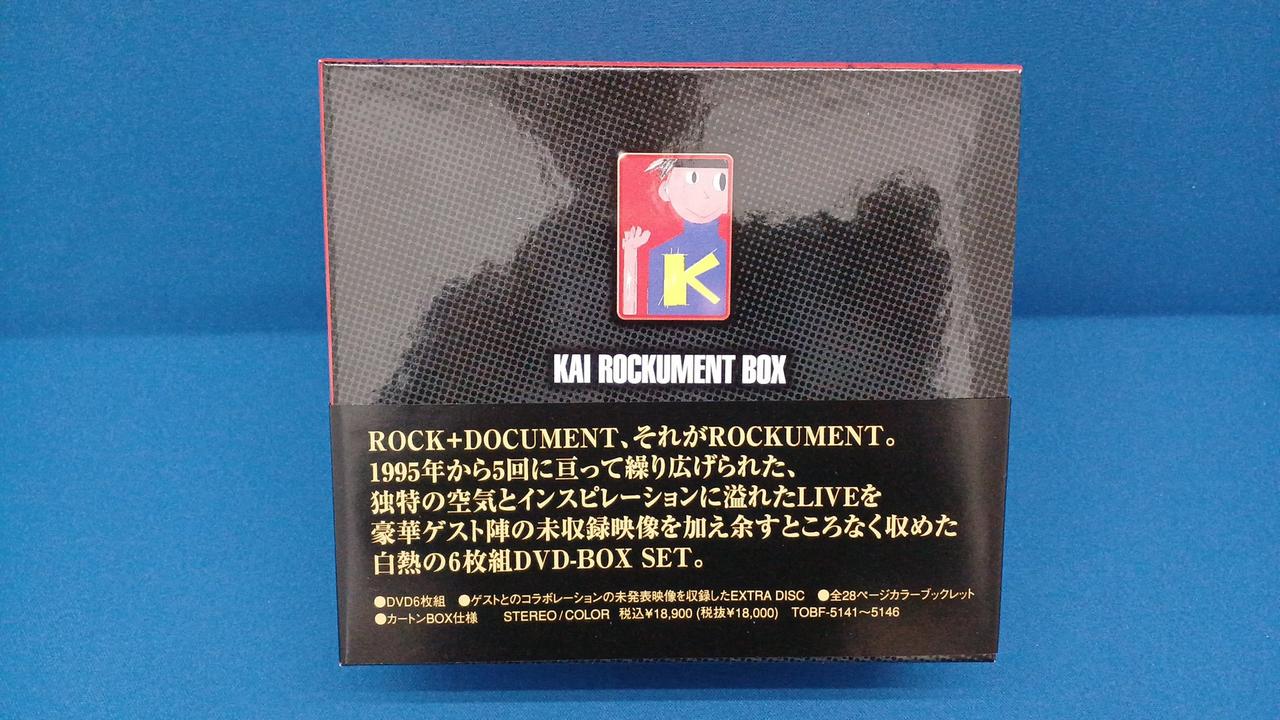 K
KAI ROCKUMENT BOX
ROCK+DOCUMENT、それがROCKUMENT。
1995年から5回に亘って繰り広げられた、
独特の空気とインスピレーションに溢れたLIVEを
豪華ゲスト陣の未収録映像を加え余すところなく収めた
白熱の6枚組DVD-BOX SET。
●DVD6枚組 ●ゲストとのコラボレーションの未発表映像を収録したEXTRA DISC ●全28ページカラーブックレット
●カートンBOX仕様 STEREO/COLOR 税込¥18,900 (税抜¥18,000) TOBF-5141～5146